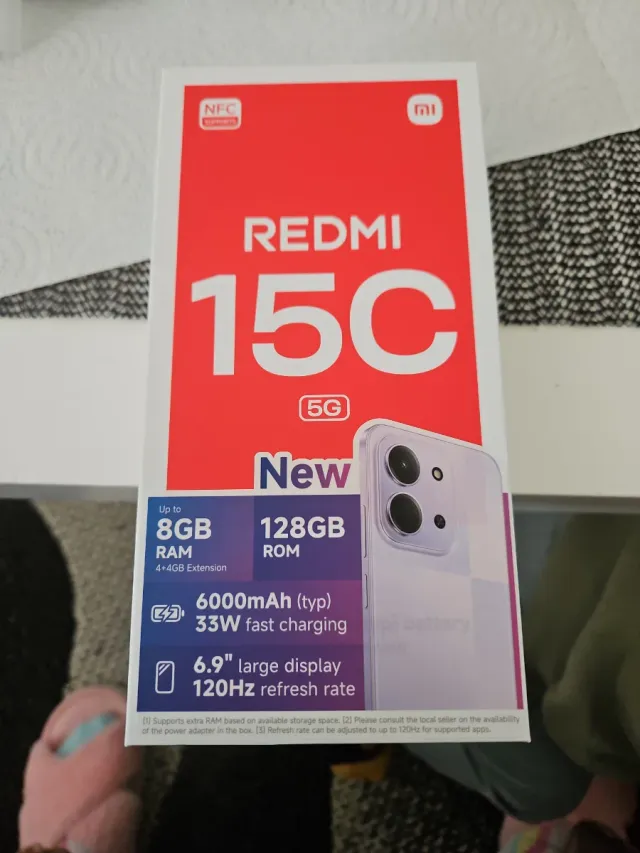 NFC
REDMI
15C
5G
New
Up to
8GB
RAM
4+4GB Extension
128GB
ROM
6000mAh (typ)
33W fast charging
6.9" large display
120Hz refresh rate
[1] Supports extra RAM based on available storage space. [2] Please consult the local seller on the availability
of the power adapter in the box. [3] Refresh rate can be adjusted to up to 120Hz for supported apps.